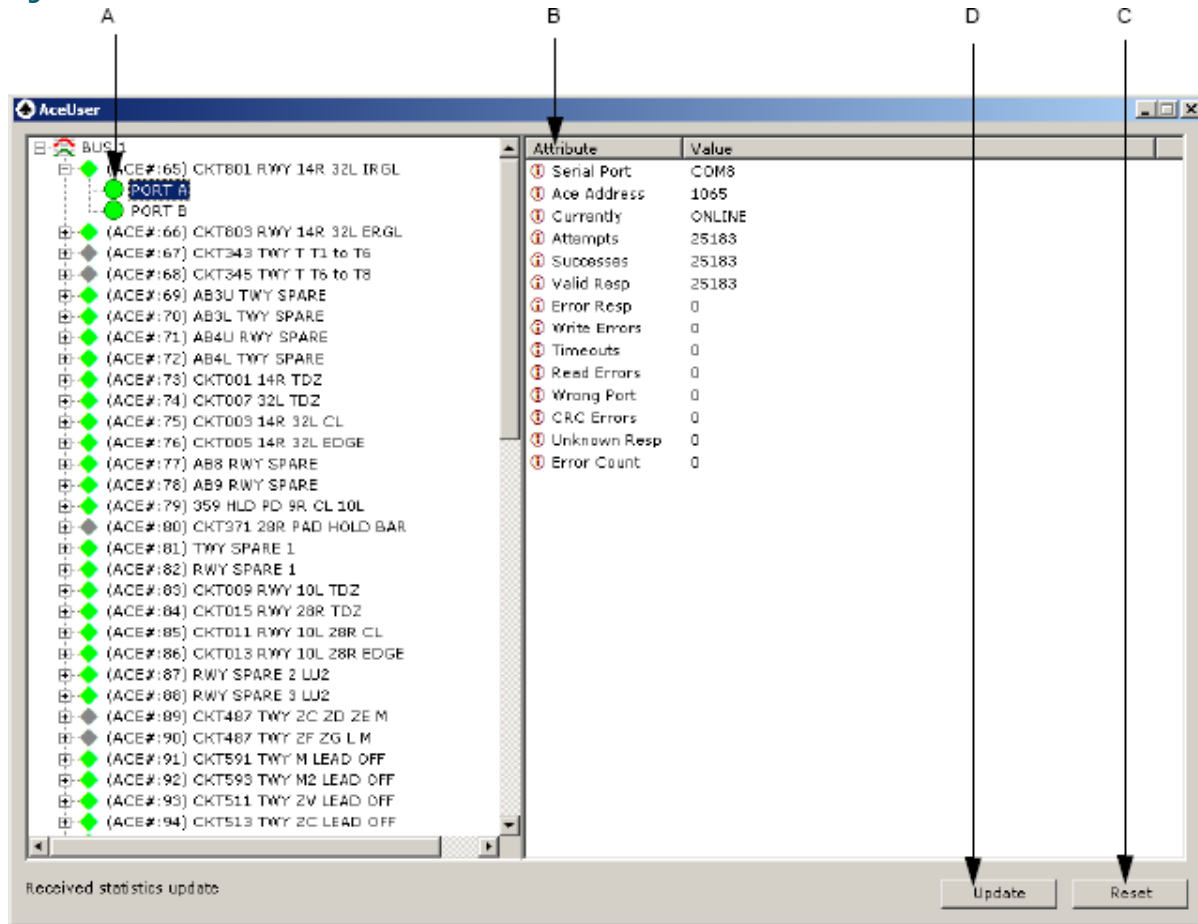 A B D C
AceUser
BUS 1
(ACE#:65) CKT801 RWY 14R 32L IRGL
PORT A
PORT B
(ACE#:66) CKT803 RWY 14R 32L ERGL
(ACE#:67) CKT343 TWY T T1 to T6
(ACE#:68) CKT345 TWY T T6 to T8
(ACE#:69) AB3U TWY SPARE
(ACE#:70) AB3L TWY SPARE
(ACE#:71) AB4U RWY SPARE
(ACE#:72) AB4L TWY SPARE
(ACE#:73) CKT001 14R TDZ
(ACE#:74) CKT007 32L TDZ
(ACE#:75) CKT003 14R 32L CL
(ACE#:76) CKT005 14R 32L EDGE
(ACE#:77) AB8 RWY SPARE
(ACE#:78) AB9 RWY SPARE
(ACE#:79) 359 HLD PD 9R CL 10L
(ACE#:80) CKT371 28R PAD HOLD BAR
(ACE#:81) TWY SPARE 1
(ACE#:82) RWY SPARE 1
(ACE#:83) CKT009 RWY 10L TDZ
(ACE#:84) CKT015 RWY 28R TDZ
(ACE#:85) CKT011 RWY 10L 28R CL
(ACE#:86) CKT013 RWY 10L 28R EDGE
(ACE#:87) RWY SPARE 2 LU2
(ACE#:88) RWY SPARE 3 LU2
(ACE#:89) CKT487 TWY ZC ZD ZE M
(ACE#:90) CKT487 TWY ZF ZG L M
(ACE#:91) CKT591 TWY M LEAD OFF
(ACE#:92) CKT593 TWY M2 LEAD OFF
(ACE#:93) CKT511 TWY ZV LEAD OFF
(ACE#:94) CKT513 TWY ZC LEAD OFF
Attribute Value
Serial Port COM8
Ace Address 1065
Currently ONLINE
Attempts 25183
Successes 25183
Valid Resp 25183
Error Resp 0
Write Errors 0
Timeouts 0
Read Errors 0
Wrong Port 0
CRC Errors 0
Unknown Resp 0
Error Count 0
Received statistics update
Update Reset